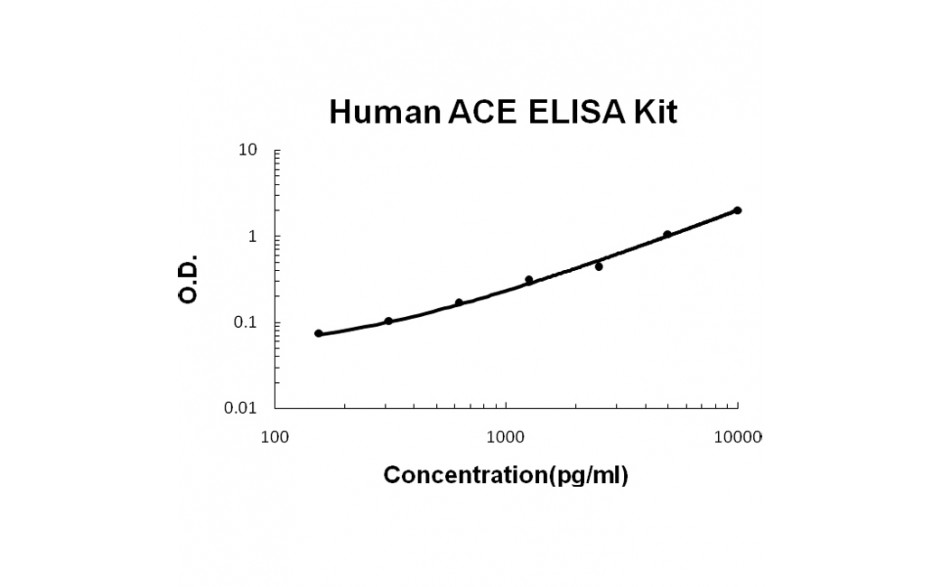 Human ACE ELISA Kit
10
1
0.1
0.01
O.D.
100 1000 10000
Concentration(pg/ml)